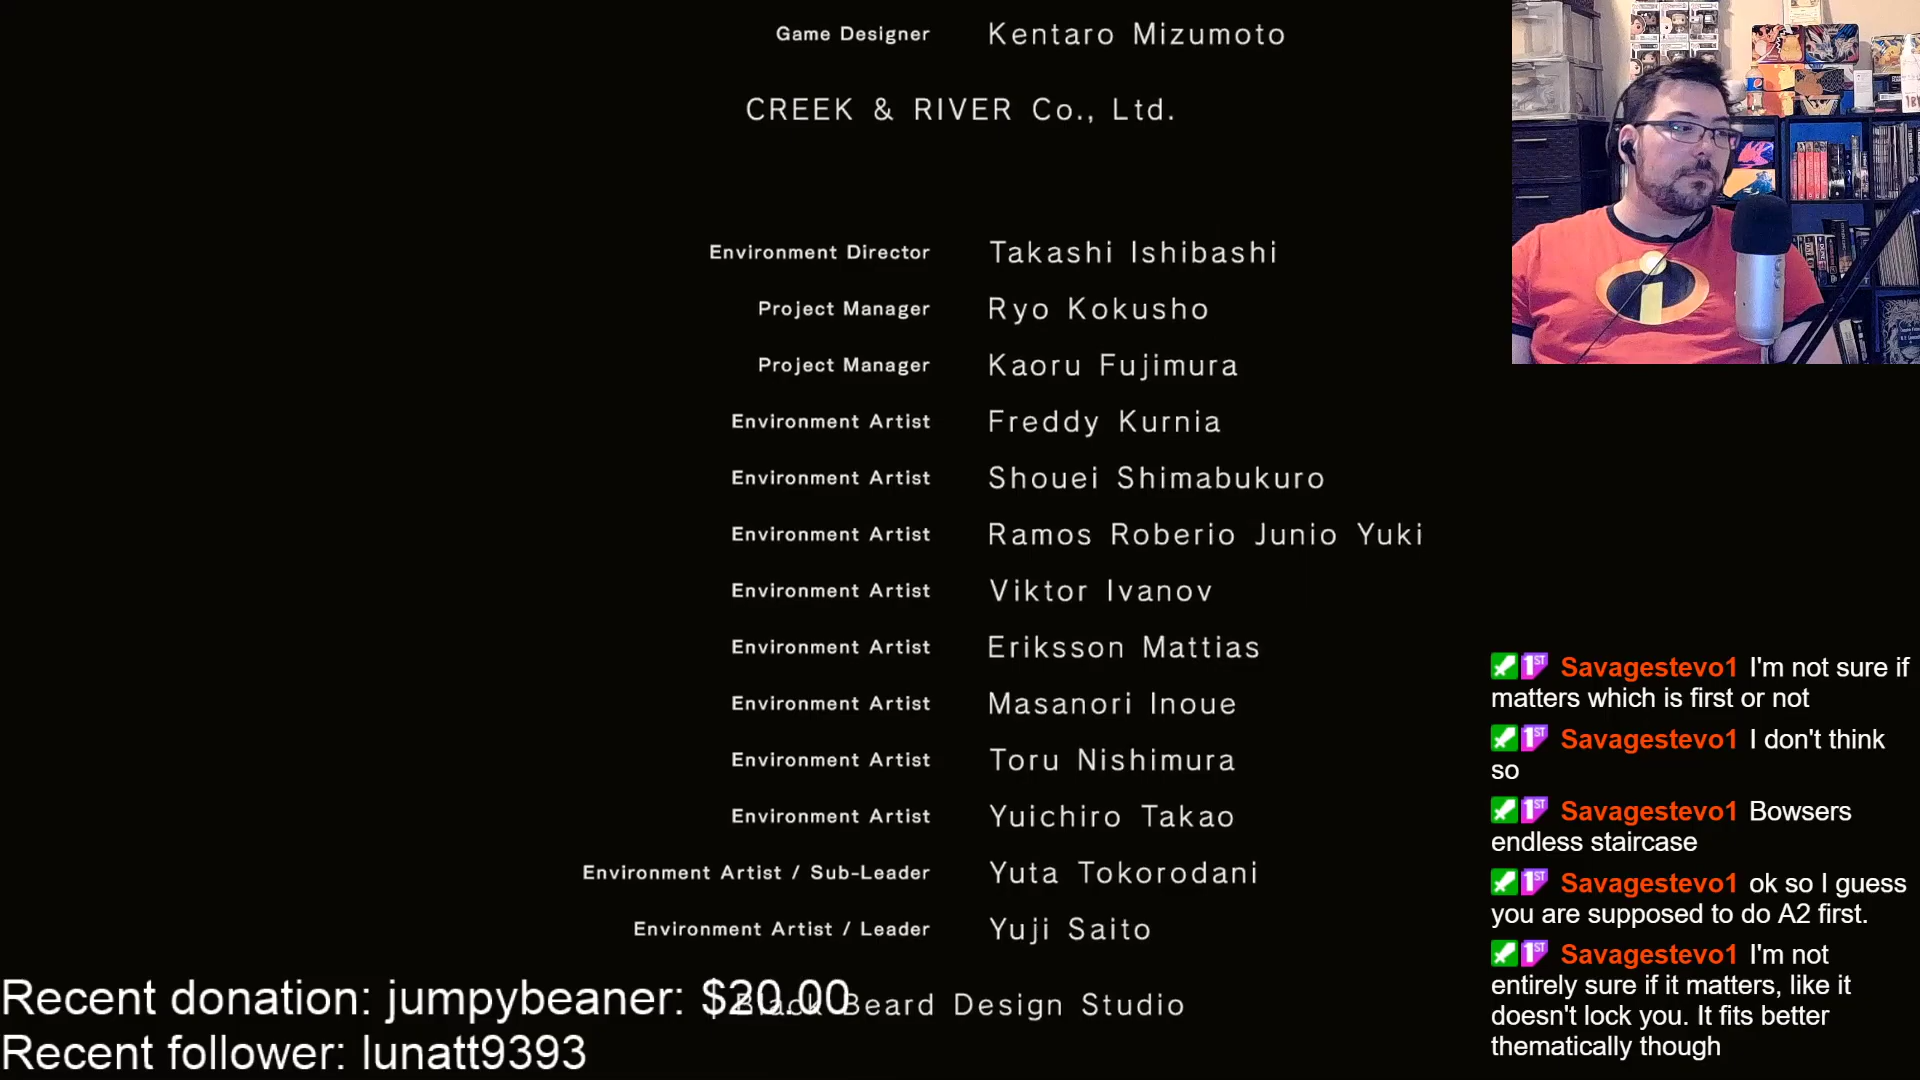 Game Designer Kentaro Mizumoto
CREEK & RIVER Co., Ltd.
Environment Director Takashi Ishibashi
Project Manager Ryo Kokusho
Project Manager Kaoru Fujimura
Environment Artist Freddy Kurnia
Environment Artist Shouei Shimabukuro
Environment Artist Ramos Roberio Junio Yuki
Environment Artist Viktor Ivanov
Environment Artist Eriksson Mattias
Environment Artist Masanori Inoue
Environment Artist Toru Nishimura
Environment Artist Yuichiro Takao
Environment Artist / Sub-Leader Yuta Tokorodani
Environment Artist / Leader Yuji Saito
Black Beard Design Studio
Recent donation: jumpybeaner: $20.00
Recent follower: lunatt9393
1ST Savagestevo1 I'm not sure if
matters which is first or not
1ST Savagestevo1 I don't think
so
1ST Savagestevo1 Bowsers
endless staircase
1ST Savagestevo1 ok so I guess
you are supposed to do A2 first.
1ST Savagestevo1 I'm not
entirely sure if it matters, like it
doesn't lock you. It fits better
thematically though